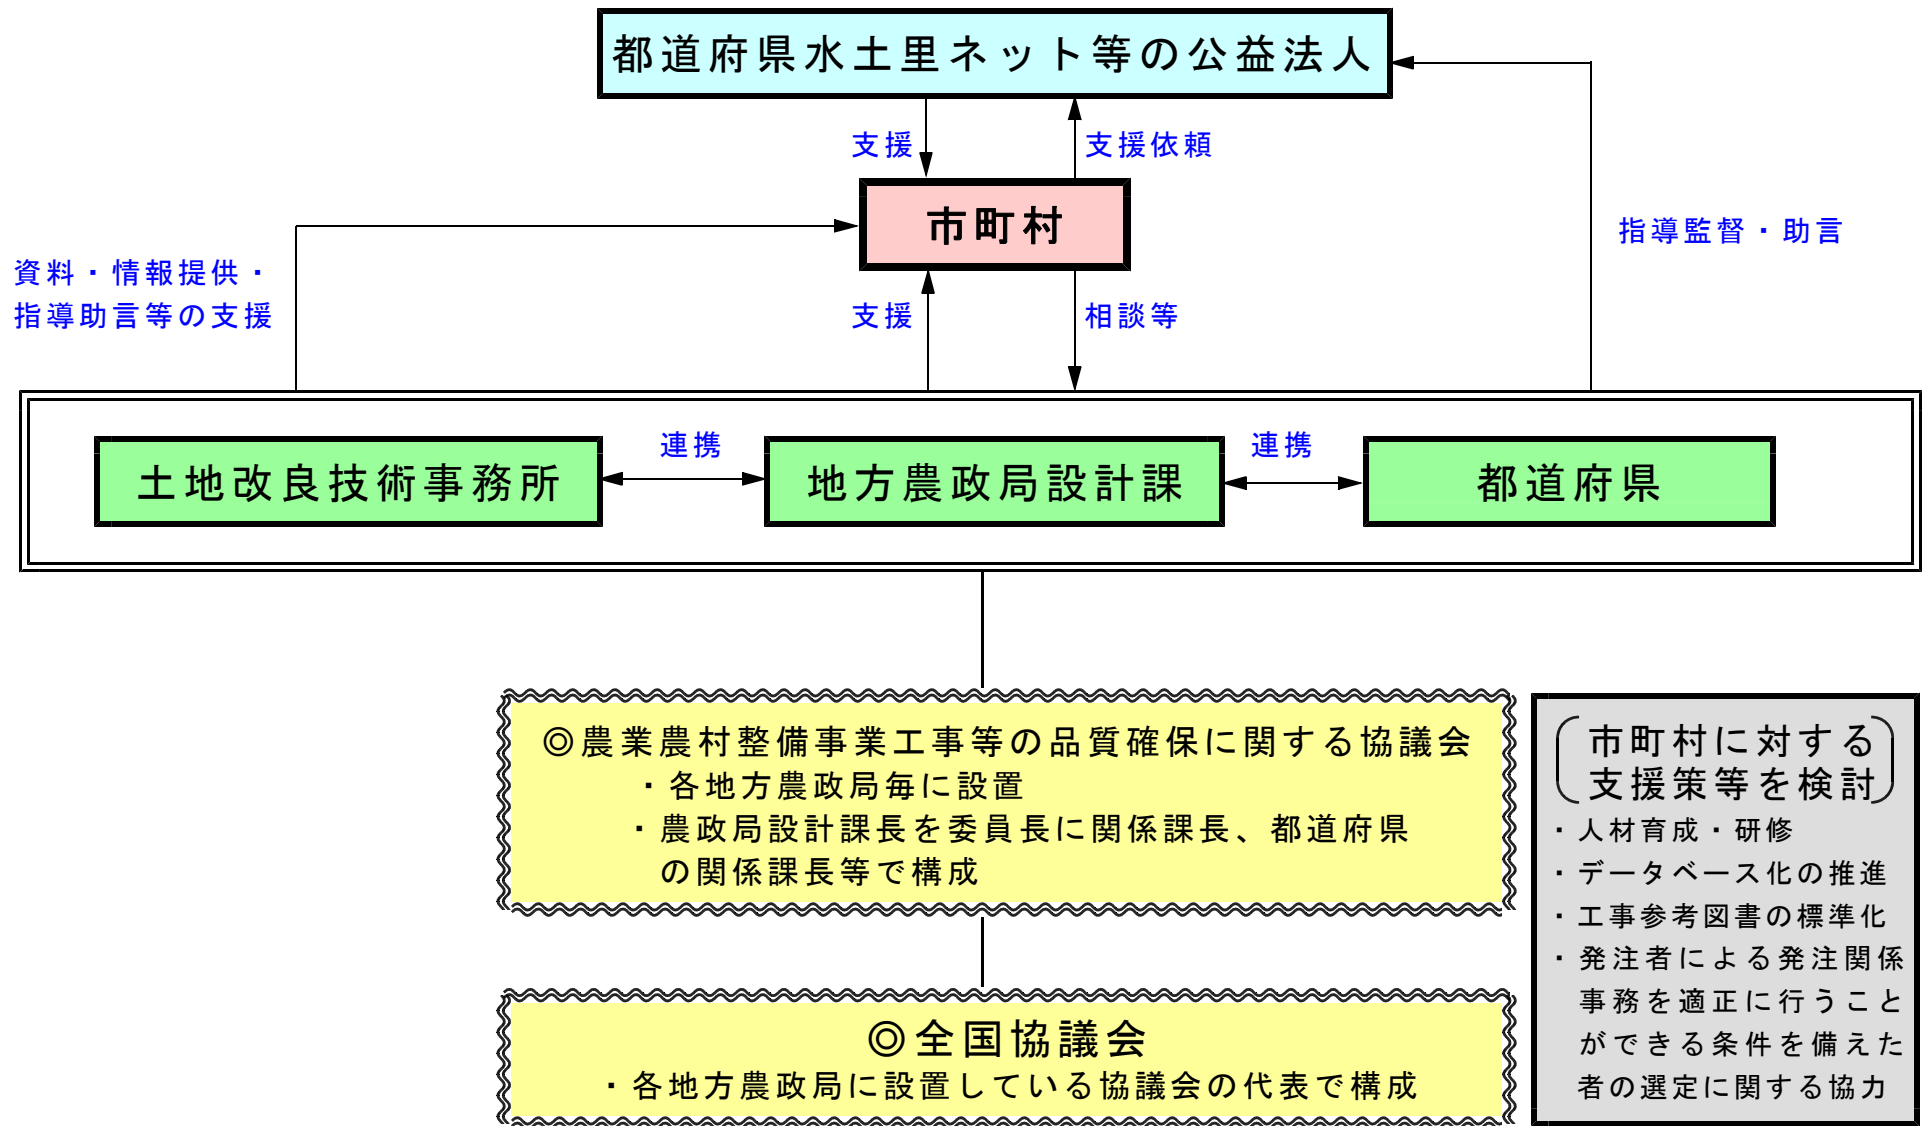 都道府県水土里ネット等の公益法人
支援
支援依頼
市町村
指導監督・助言
資料・情報提供・
指導助言等の支援
支援
相談等
連携
連携
土地改良技術事務所
地方農政局設計課
都道府県
◎農業農村整備事業工事等の品質確保に関する協議会
・各地方農政局毎に設置
・農政局設計課長を委員長に関係課長、都道府県
の関係課長等で構成
◎全国協議会
・各地方農政局に設置している協議会の代表で構成
市町村に対する
支援策等を検討
・人材育成・研修
・データベース化の推進
・工事参考図書の標準化
・発注者による発注関係
事務を適正に行うこと
ができる条件を備えた
者の選定に関する協力